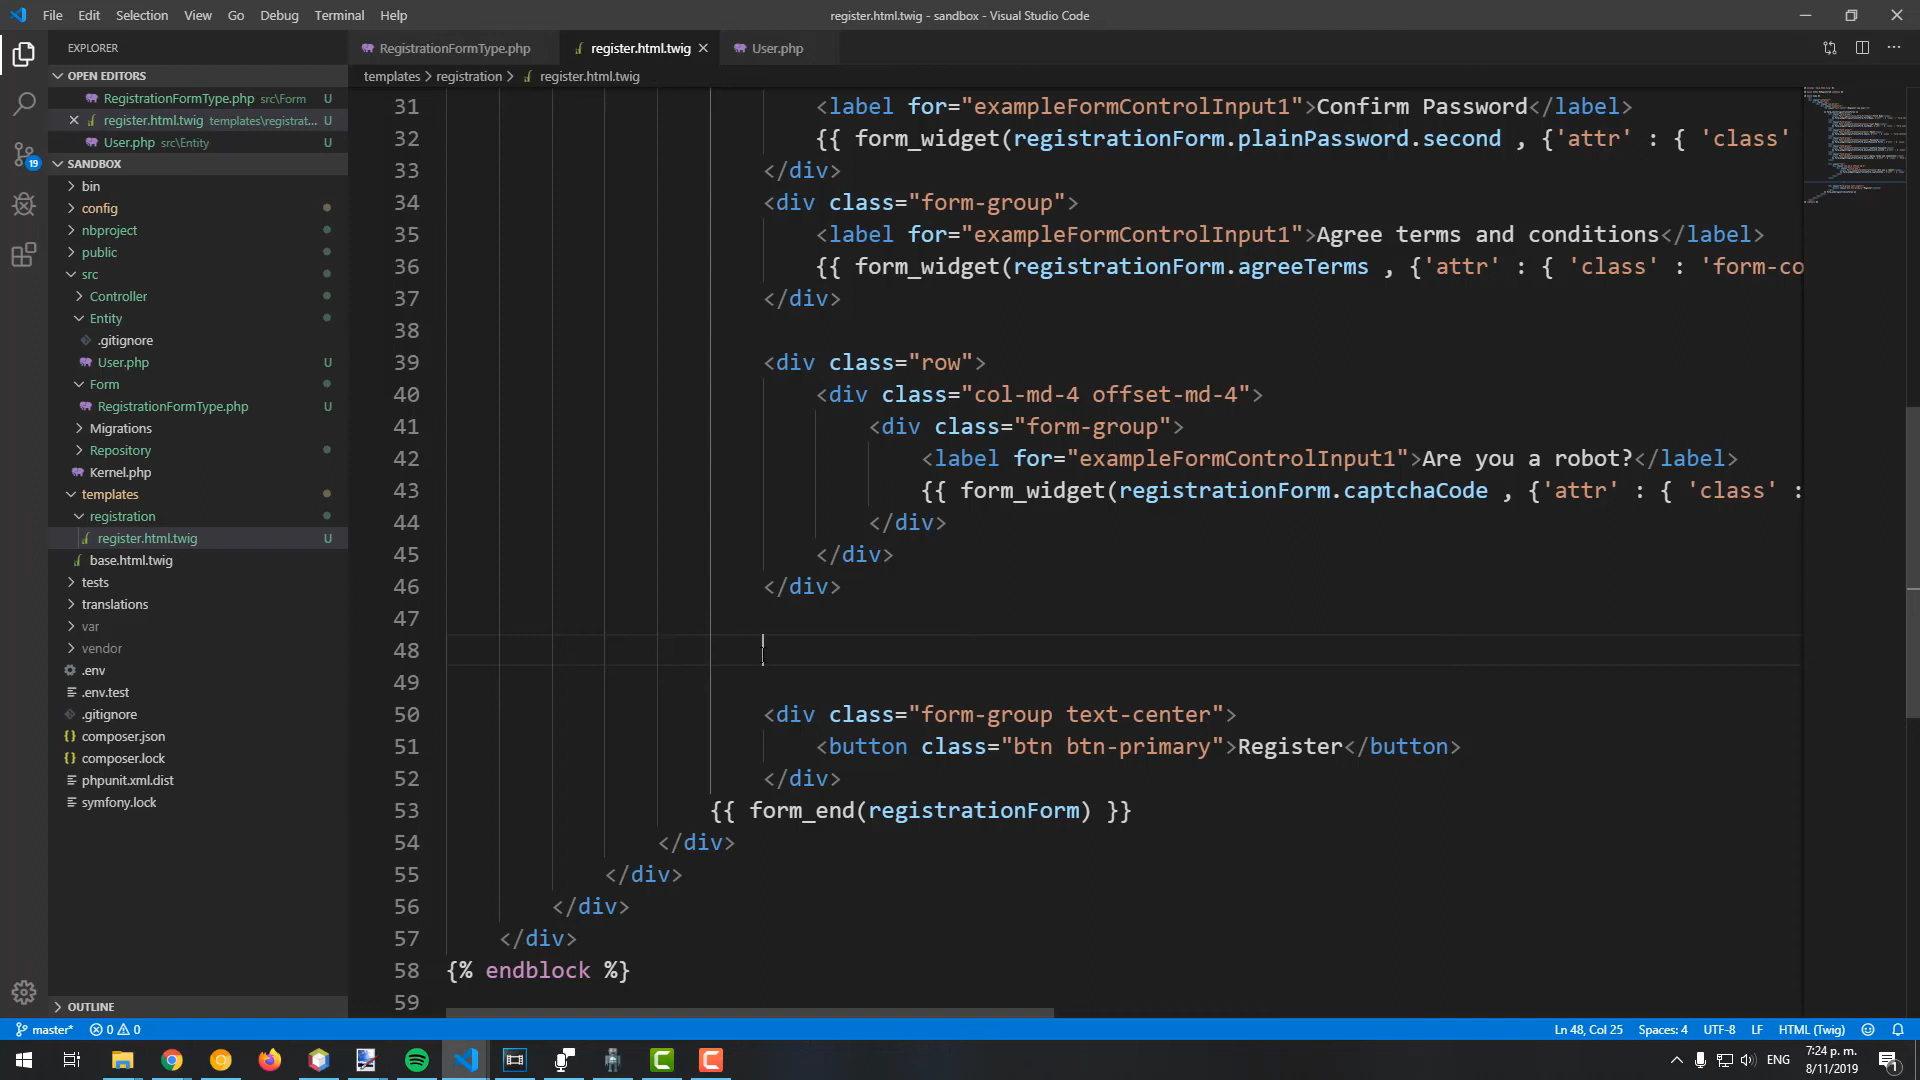 File Edit Selection View Go Debug Terminal Help
register.html.twig - sandbox - Visual Studio Code
EXPLORER
OPEN EDITORS
RegistrationFormType.php src\Form U
register.html.twig templates\registrat... U
User.php src\Entity U
SANDBOX
bin
config
nbproject
public
src
Controller
Entity
.gitignore
User.php U
Form
RegistrationFormType.php U
Migrations
Repository
Kernel.php
templates
registration
register.html.twig U
base.html.twig
tests
translations
var
vendor
.env
.env.test
.gitignore
composer.json
composer.lock
phpunit.xml.dist
symfony.lock
OUTLINE
19
RegistrationFormType.php register.html.twig User.php
templates > registration > register.html.twig
31 <label for="exampleFormControlInput1">Confirm Password</label>
32 {{ form_widget(registrationForm.plainPassword.second , {'attr' : { 'class'
33 </div>
34 <div class="form-group">
35 <label for="exampleFormControlInput1">Agree terms and conditions</label>
36 {{ form_widget(registrationForm.agreeTerms , {'attr' : { 'class' : 'form-co
37 </div>
38
39 <div class="row">
40 <div class="col-md-4 offset-md-4">
41 <div class="form-group">
42 <label for="exampleFormControlInput1">Are you a robot?</label>
43 {{ form_widget(registrationForm.captchaCode , {'attr' : { 'class' :
44 </div>
45 </div>
46 </div>
47
48
49
50 <div class="form-group text-center">
51 <button class="btn btn-primary">Register</button>
52 </div>
53 {{ form_end(registrationForm) }}
54 </div>
55 </div>
56 </div>
57 </div>
58 {% endblock %}
59
master* 0 0
Ln 48, Col 25 Spaces: 4 UTF-8 LF HTML (Twig)
ENG
7:24 p. m.
8/11/2019
1